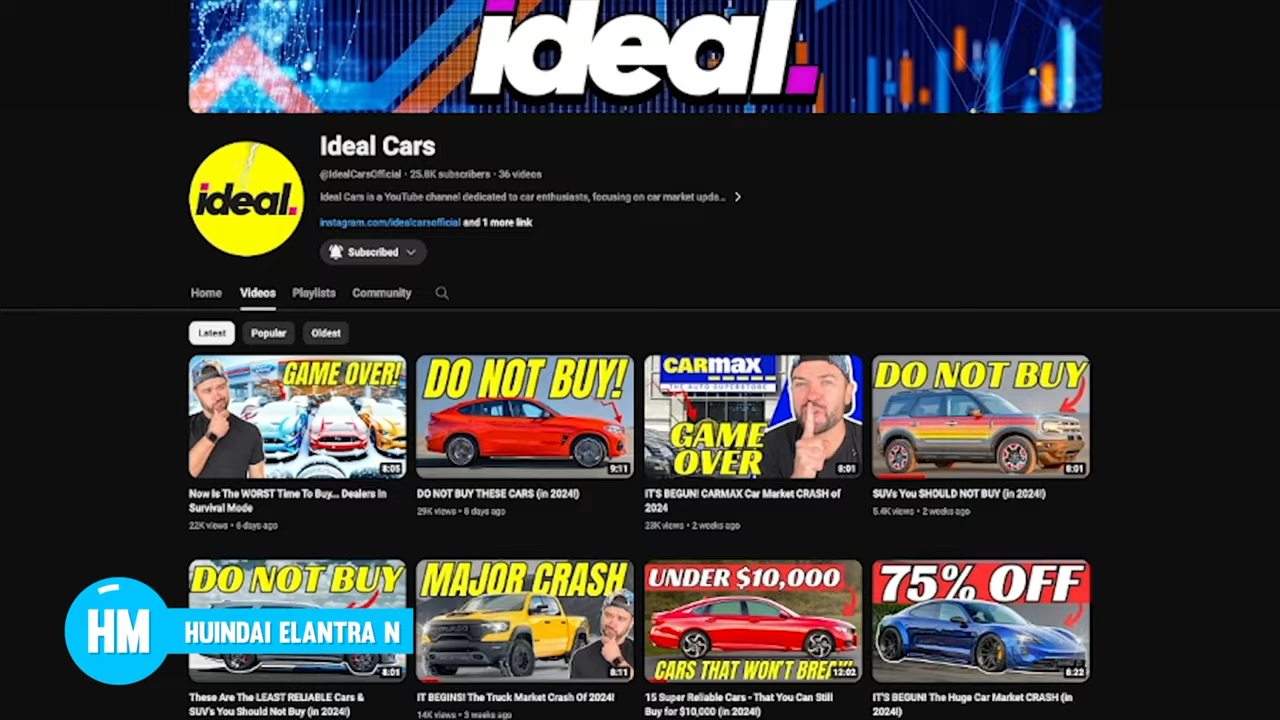 ideal.
ideal.
Ideal Cars
@IdealCarsOfficial · 25.8K subscribers · 36 videos
Ideal Cars is a YouTube channel dedicated to car enthusiasts, focusing on car market upda...
instagram.com/idealcarsofficial and 1 more link
Subscribed
Home Videos Playlists Community
Latest Popular Oldest
GAME OVER!
8:05
DO NOT BUY!
9:11
CARMAX
THE AUTO SUPERSTORE
GAME
OVER
8:01
DO NOT BUY
8:01
Now Is The WORST Time To Buy... Dealers In
Survival Mode
22K views · 6 days ago
DO NOT BUY THESE CARS (in 2024!)
29K views · 8 days ago
IT'S BEGUN! CARMAX Car Market CRASH of
2024
23K views · 2 weeks ago
SUVs You SHOULD NOT BUY (in 2024!)
5.4K views · 2 weeks ago
DO NOT BUY
8:01
MAJOR CRASH
8:11
UNDER $10,000
CARS THAT WON'T BREAK
12:02
75% OFF
8:22
HM
HUINDAI ELANTRA N
These Are The LEAST RELIABLE Cars &
SUV's You Should Not Buy (in 2024!)
IT BEGINS! The Truck Market Crash Of 2024!
14K views · 3 weeks ago
15 Super Reliable Cars - That You Can Still
Buy for $10,000 (in 2024!)
IT'S BEGUN! The Huge Car Market CRASH (in
2024!)